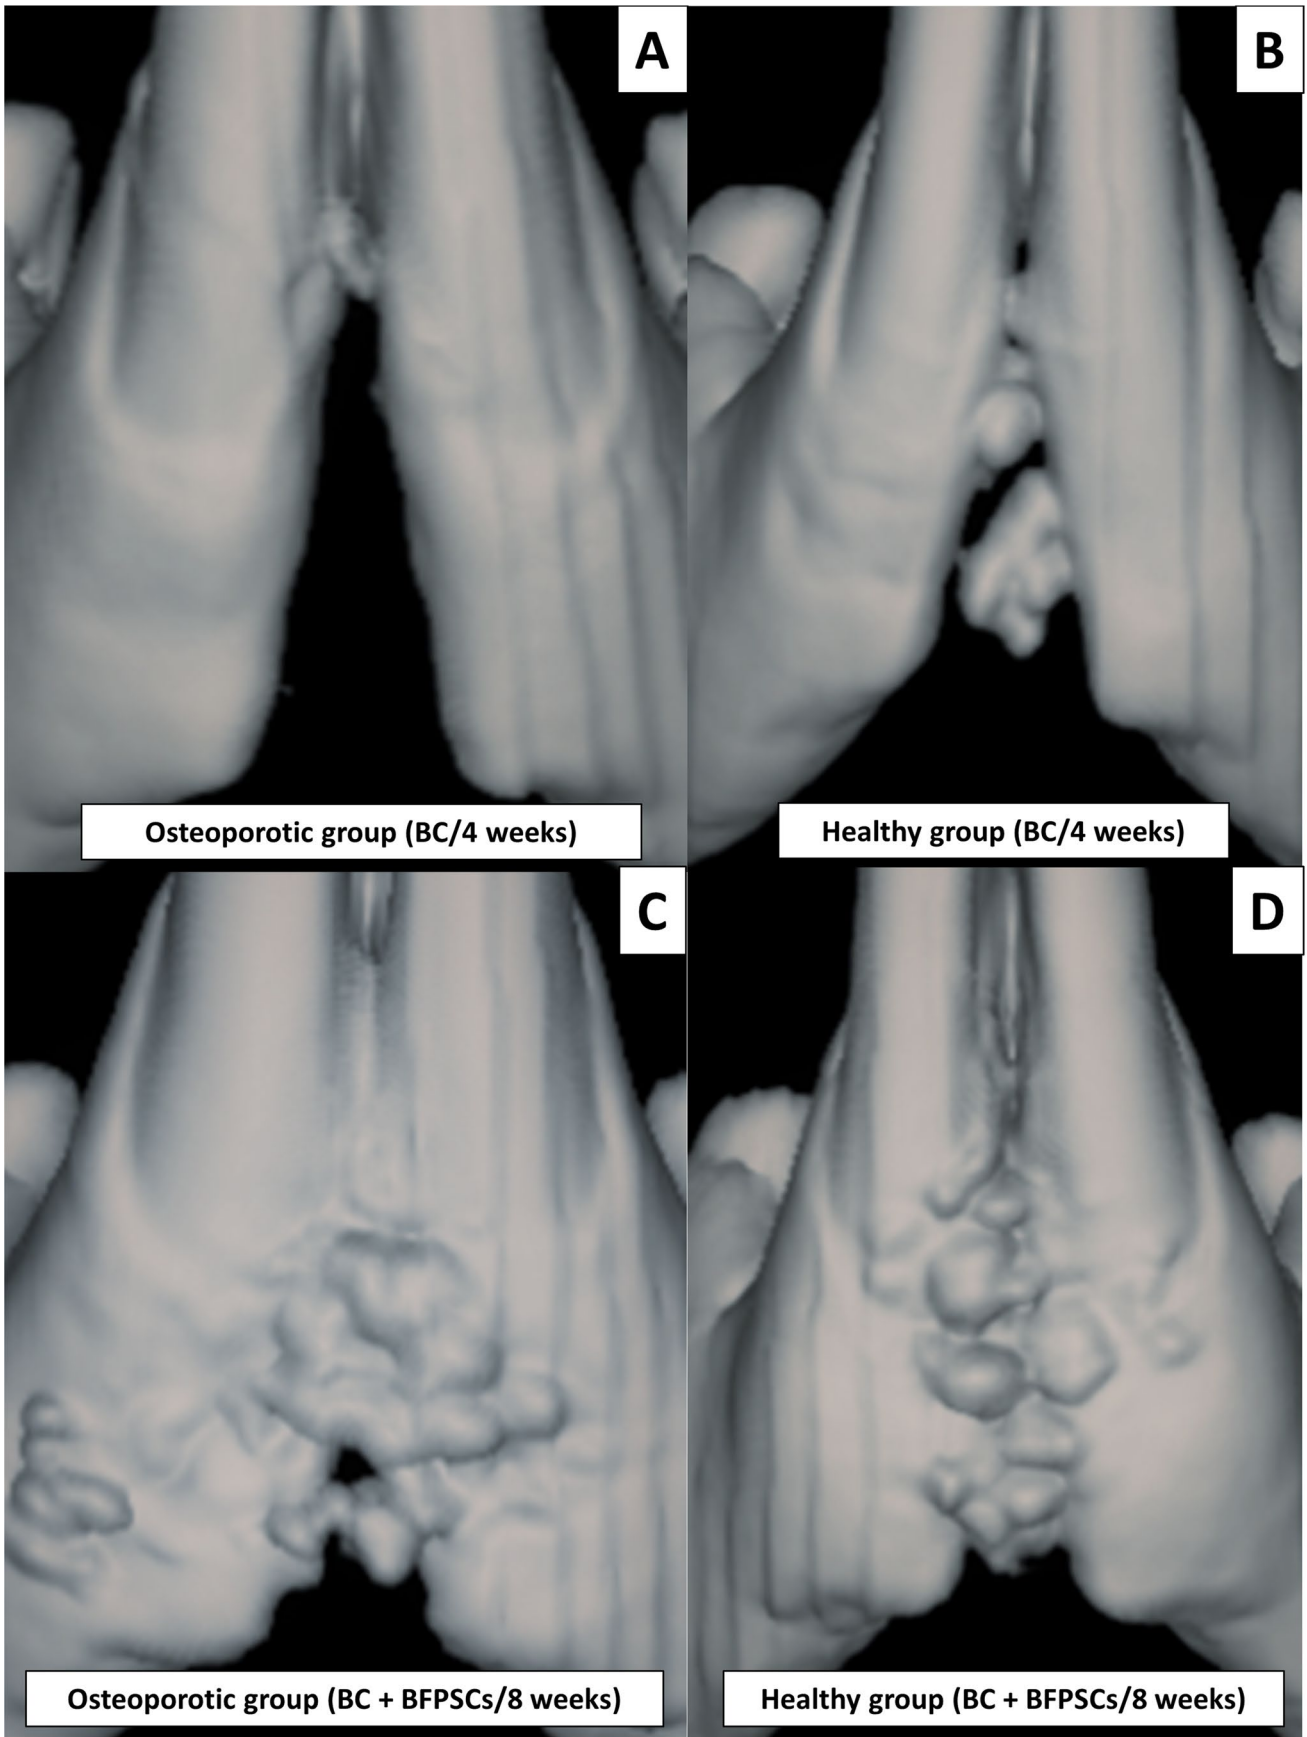 A
B
Osteoporotic group (BC/4 weeks)
Healthy group (BC/4 weeks)
C
D
Osteoporotic group (BC + BFPSCs/8 weeks)
Healthy group (BC + BFPSCs/8 weeks)